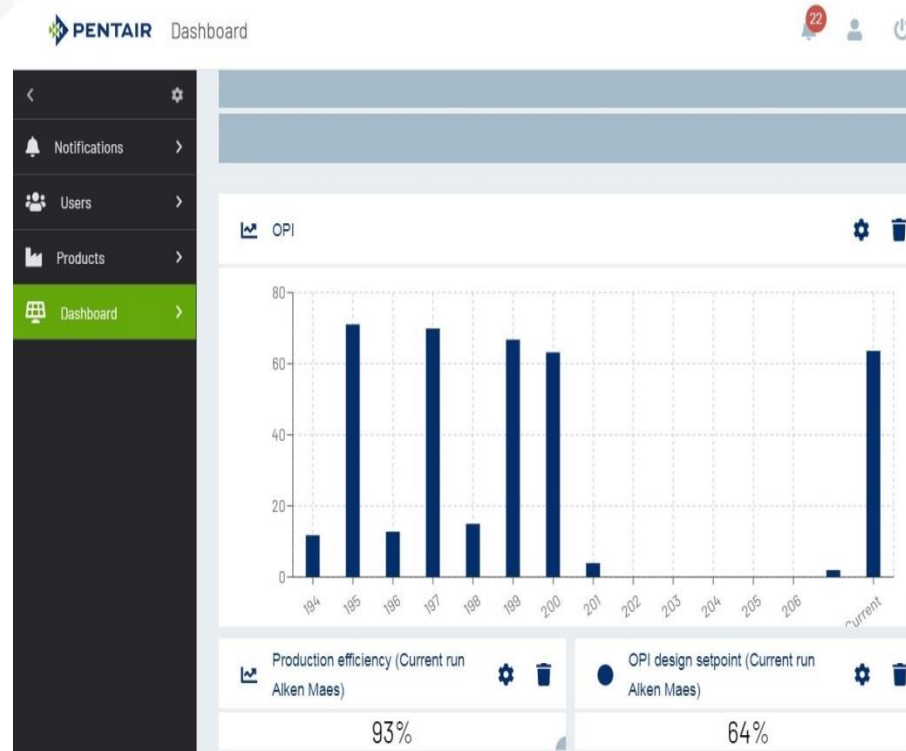 PENTAIR Dashboard
22
Notifications
Users
Products
Dashboard
OPI
80
60
40
20
0
194 195 196 197 198 199 200 201 202 203 204 205 206 Current
Production efficiency (Current run
Alken Maes)
93%
OPI design setpoint (Current run
Alken Maes)
64%